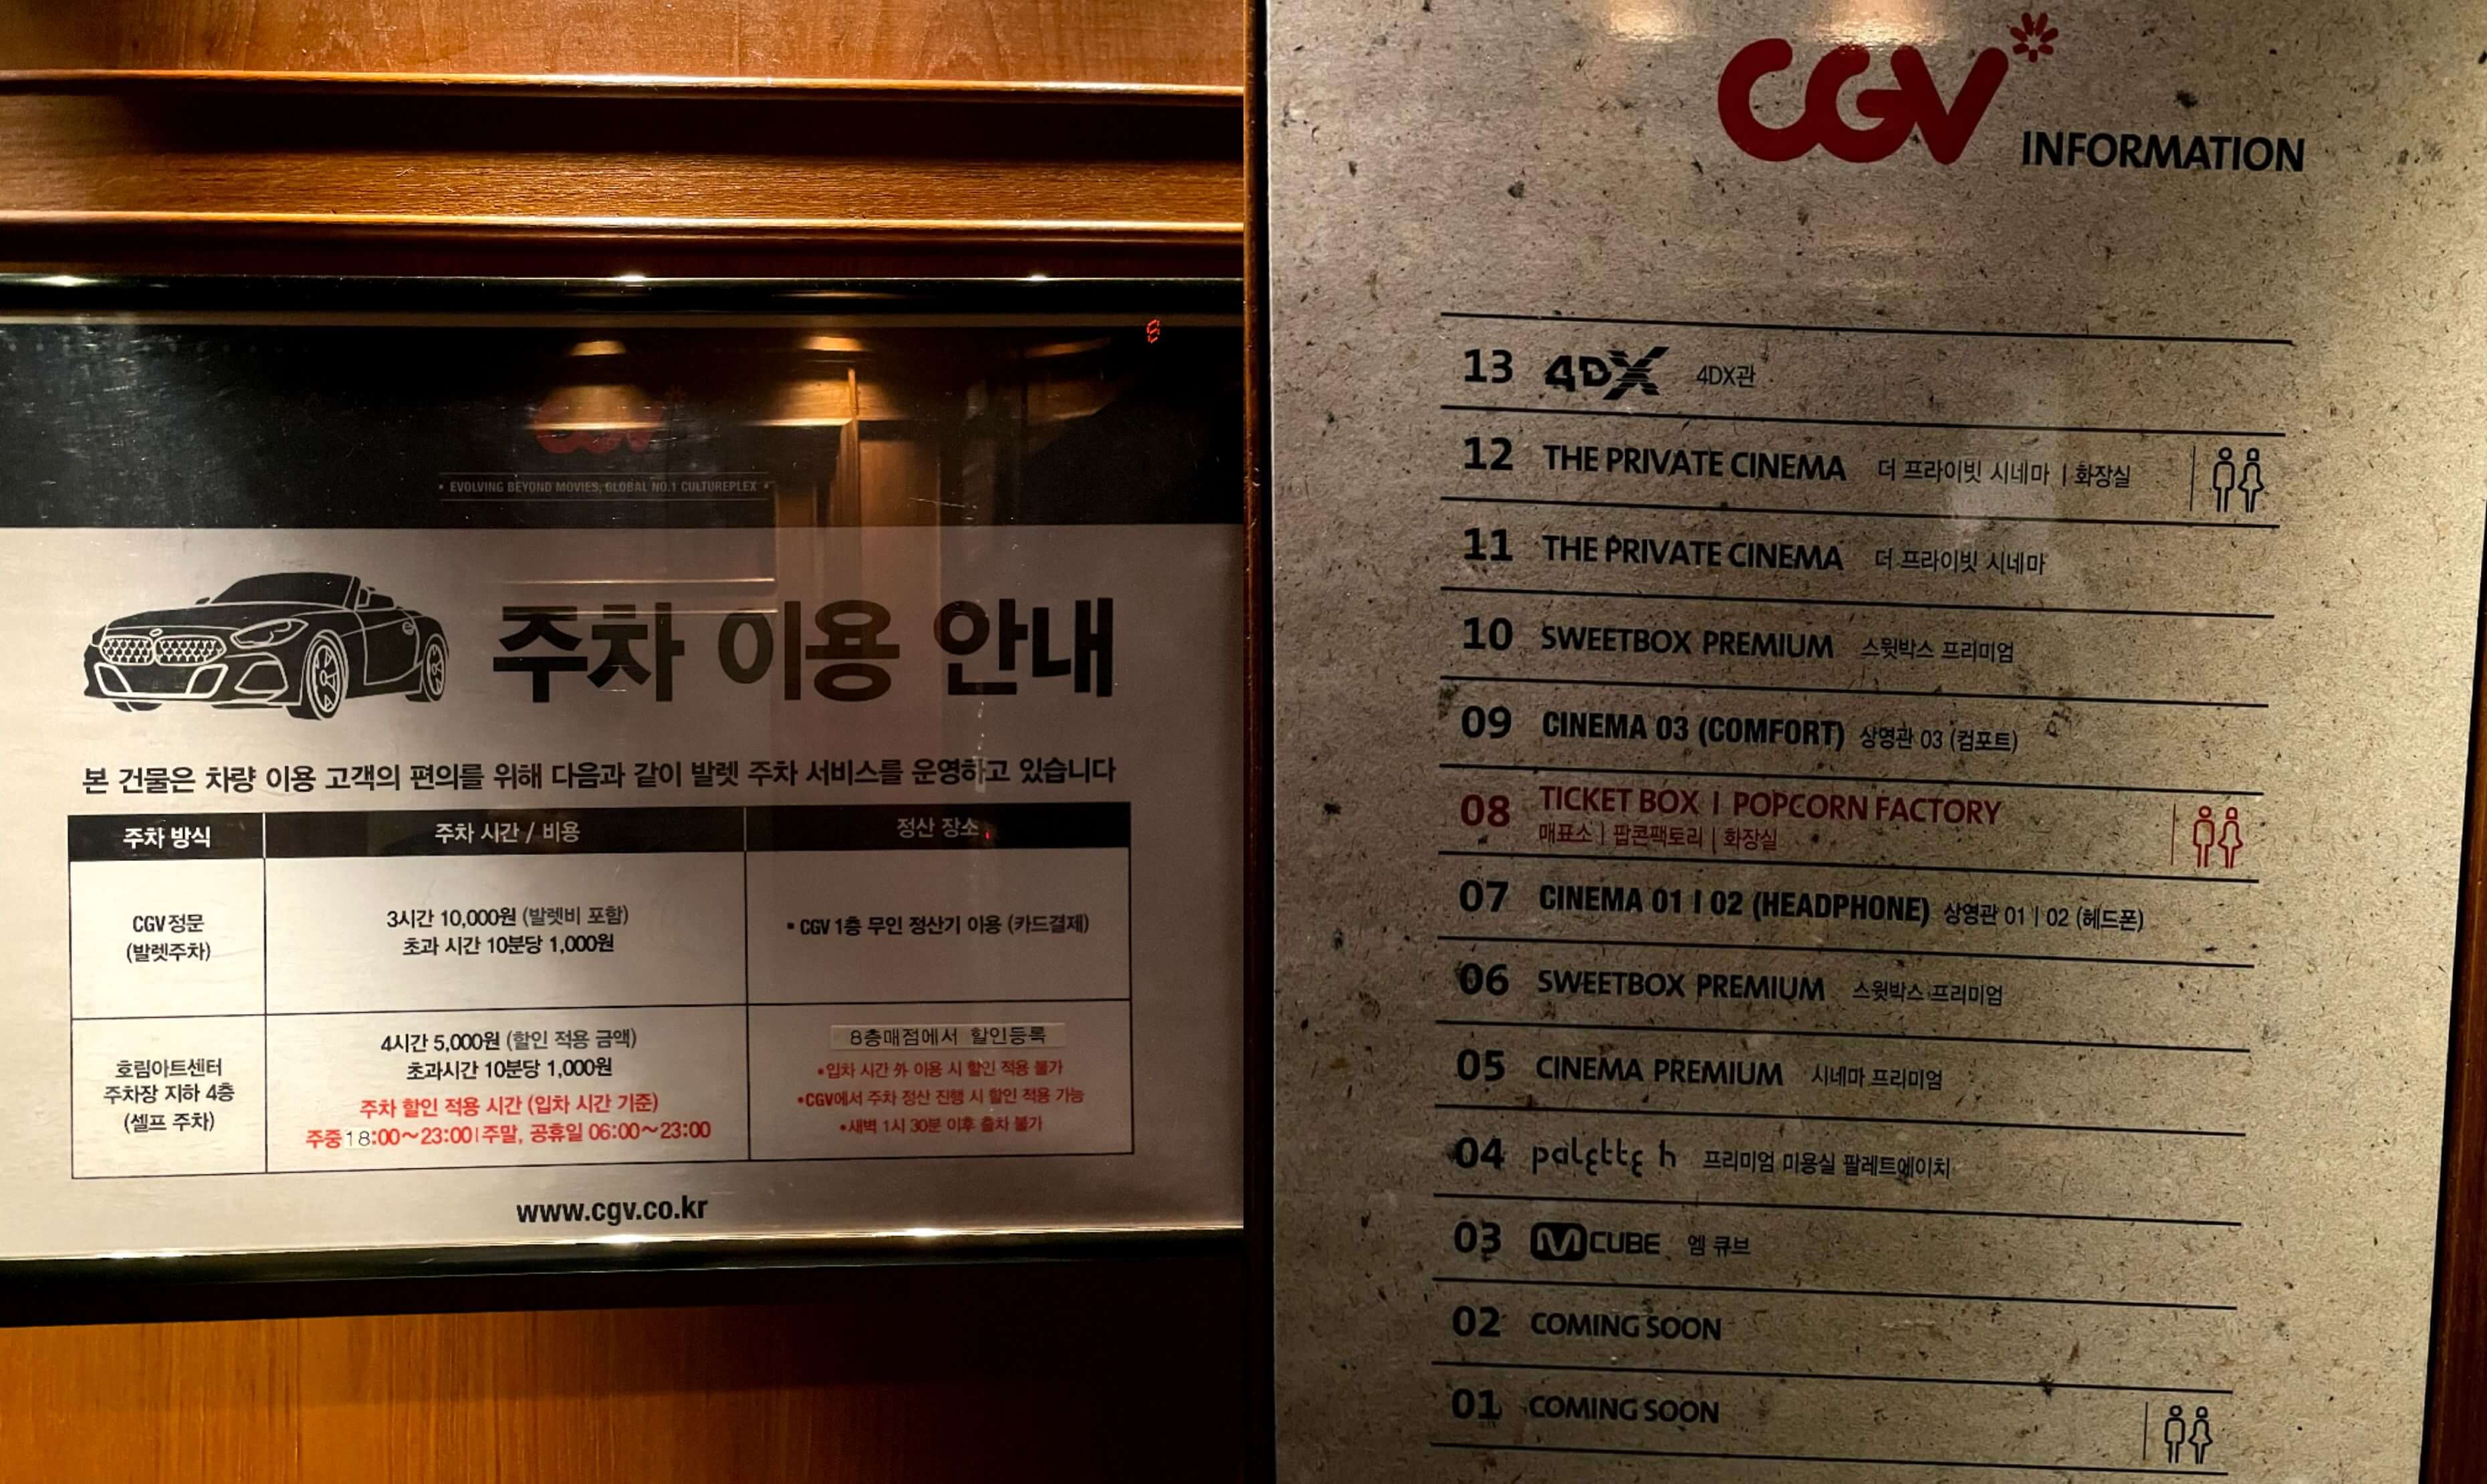 8
CGV
• EVOLVING BEYOND MOVIES, GLOBAL NO.1 CULTUREPLEX •
주차 이용 안내
본 건물은 차량 이용 고객의 편의를 위해 다음과 같이 발렛 주차 서비스를 운영하고 있습니다
주차 방식 주차 시간 / 비용 정산 장소
CGV 정문
(발렛주차)
3시간 10,000원 (발렛비 포함)
초과 시간 10분당 1,000원
▪ CGV 1층 무인 정산기 이용 (카드결제)
호림아트센터
주차장 지하 4층
(셀프 주차)
4시간 5,000원 (할인 적용 금액)
초과시간 10분당 1,000원
주차 할인 적용 시간 (입차 시간 기준)
주중18:00~23:00|주말, 공휴일 06:00~23:00
8층매점에서 할인등록
•입차 시간 外 이용 시 할인 적용 불가
•CGV에서 주차 정산 진행 시 할인 적용 가능
•새벽 1시 30분 이후 출차 불가
www.cgv.co.kr
CGV INFORMATION
13 4DX 4DX관
12 THE PRIVATE CINEMA 더 프라이빗 시네마 | 화장실
11 THE PRIVATE CINEMA 더 프라이빗 시네마
10 SWEETBOX PREMIUM 스윗박스 프리미엄
09 CINEMA 03 (COMFORT) 상영관 03 (컴포트)
08 TICKET BOX | POPCORN FACTORY
매표소 | 팝콘팩토리 | 화장실
07 CINEMA 01 | 02 (HEADPHONE) 상영관 01 | 02 (헤드폰)
06 SWEETBOX PREMIUM 스윗박스 프리미엄
05 CINEMA PREMIUM 시네마 프리미엄
04 palette h 프리미엄 미용실 팔레트에이치
03 M CUBE 엠 큐브
02 COMING SOON
01 COMING SOON